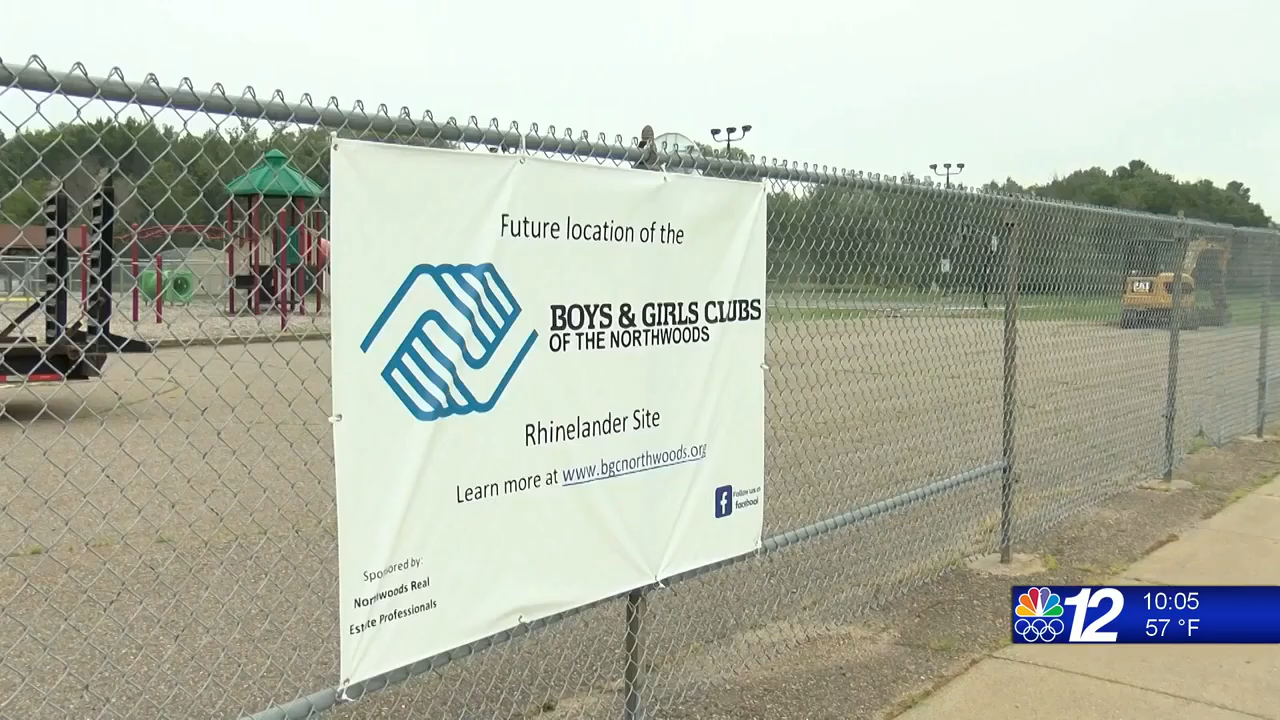 Future location of the
BOYS & GIRLS CLUBS
OF THE NORTHWOODS
Rhinelander Site
Learn more at www.bgcnorthwoods.org
f Follow us on
facebook
Sponsored by:
Northwoods Real
Estate Professionals
CAT
12
10:05
57 °F